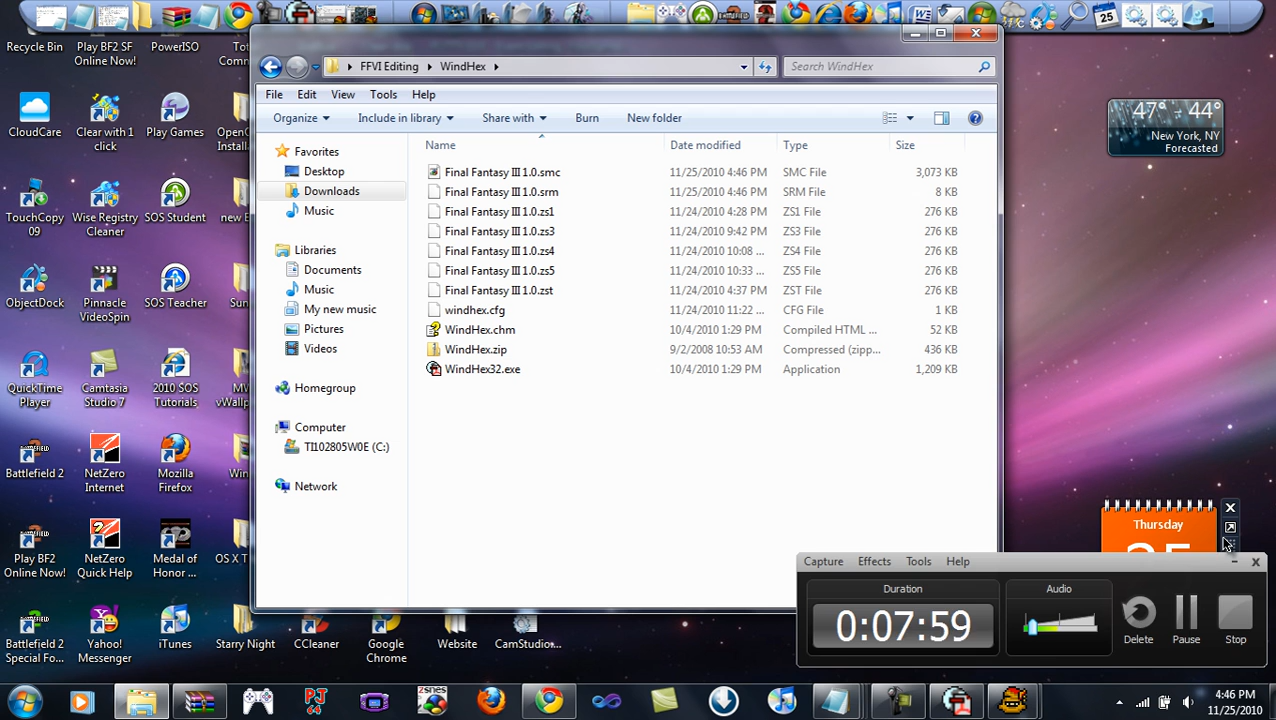 25
FFVI Editing
WindHex
Search WindHex
File Edit View Tools Help
Organize Include in library Share with Burn New folder
Name Date modified Type Size
Favorites
Desktop
Downloads
Music
Libraries
Documents
Music
My new music
Pictures
Videos
Homegroup
Computer
TI102805W0E (C:)
Network
Final Fantasy III 1.0.smc 11/25/2010 4:46 PM SMC File 3,073 KB
Final Fantasy III 1.0.srm 11/25/2010 4:46 PM SRM File 8 KB
Final Fantasy III 1.0.zs1 11/24/2010 4:28 PM ZS1 File 276 KB
Final Fantasy III 1.0.zs3 11/24/2010 9:42 PM ZS3 File 276 KB
Final Fantasy III 1.0.zs4 11/24/2010 10:08 ... ZS4 File 276 KB
Final Fantasy III 1.0.zs5 11/24/2010 10:33 ... ZS5 File 276 KB
Final Fantasy III 1.0.zst 11/24/2010 4:37 PM ZST File 276 KB
windhex.cfg 11/24/2010 11:22 ... CFG File 1 KB
WindHex.chm 10/4/2010 1:29 PM Compiled HTML ... 52 KB
WindHex.zip 9/2/2008 10:53 AM Compressed (zipp... 436 KB
WindHex32.exe 10/4/2010 1:29 PM Application 1,209 KB
Recycle Bin
Play BF2 SF
Online Now!
PowerISO
CloudCare
Clear with 1
click
Play Games
TouchCopy
09
Wise Registry
Cleaner
SOS Student
ObjectDock
Pinnacle
VideoSpin
SOS Teacher
QuickTime
Player
Camtasia
Studio 7
2010 SOS
Tutorials
Battlefield 2
NetZero
Internet
Mozilla
Firefox
Play BF2
Online Now!
NetZero
Quick Help
Medal of
Honor ...
OS X T
Battlefield 2
Special Fo...
Yahoo!
Messenger
iTunes
Starry Night
CCleaner
Google
Chrome
Website
CamStudio...
47° 44°
New York, NY
Forecasted
Thursday
Capture Effects Tools Help
Duration
0:07:59
Audio
Delete
Pause
Stop
4:46 PM
11/25/2010